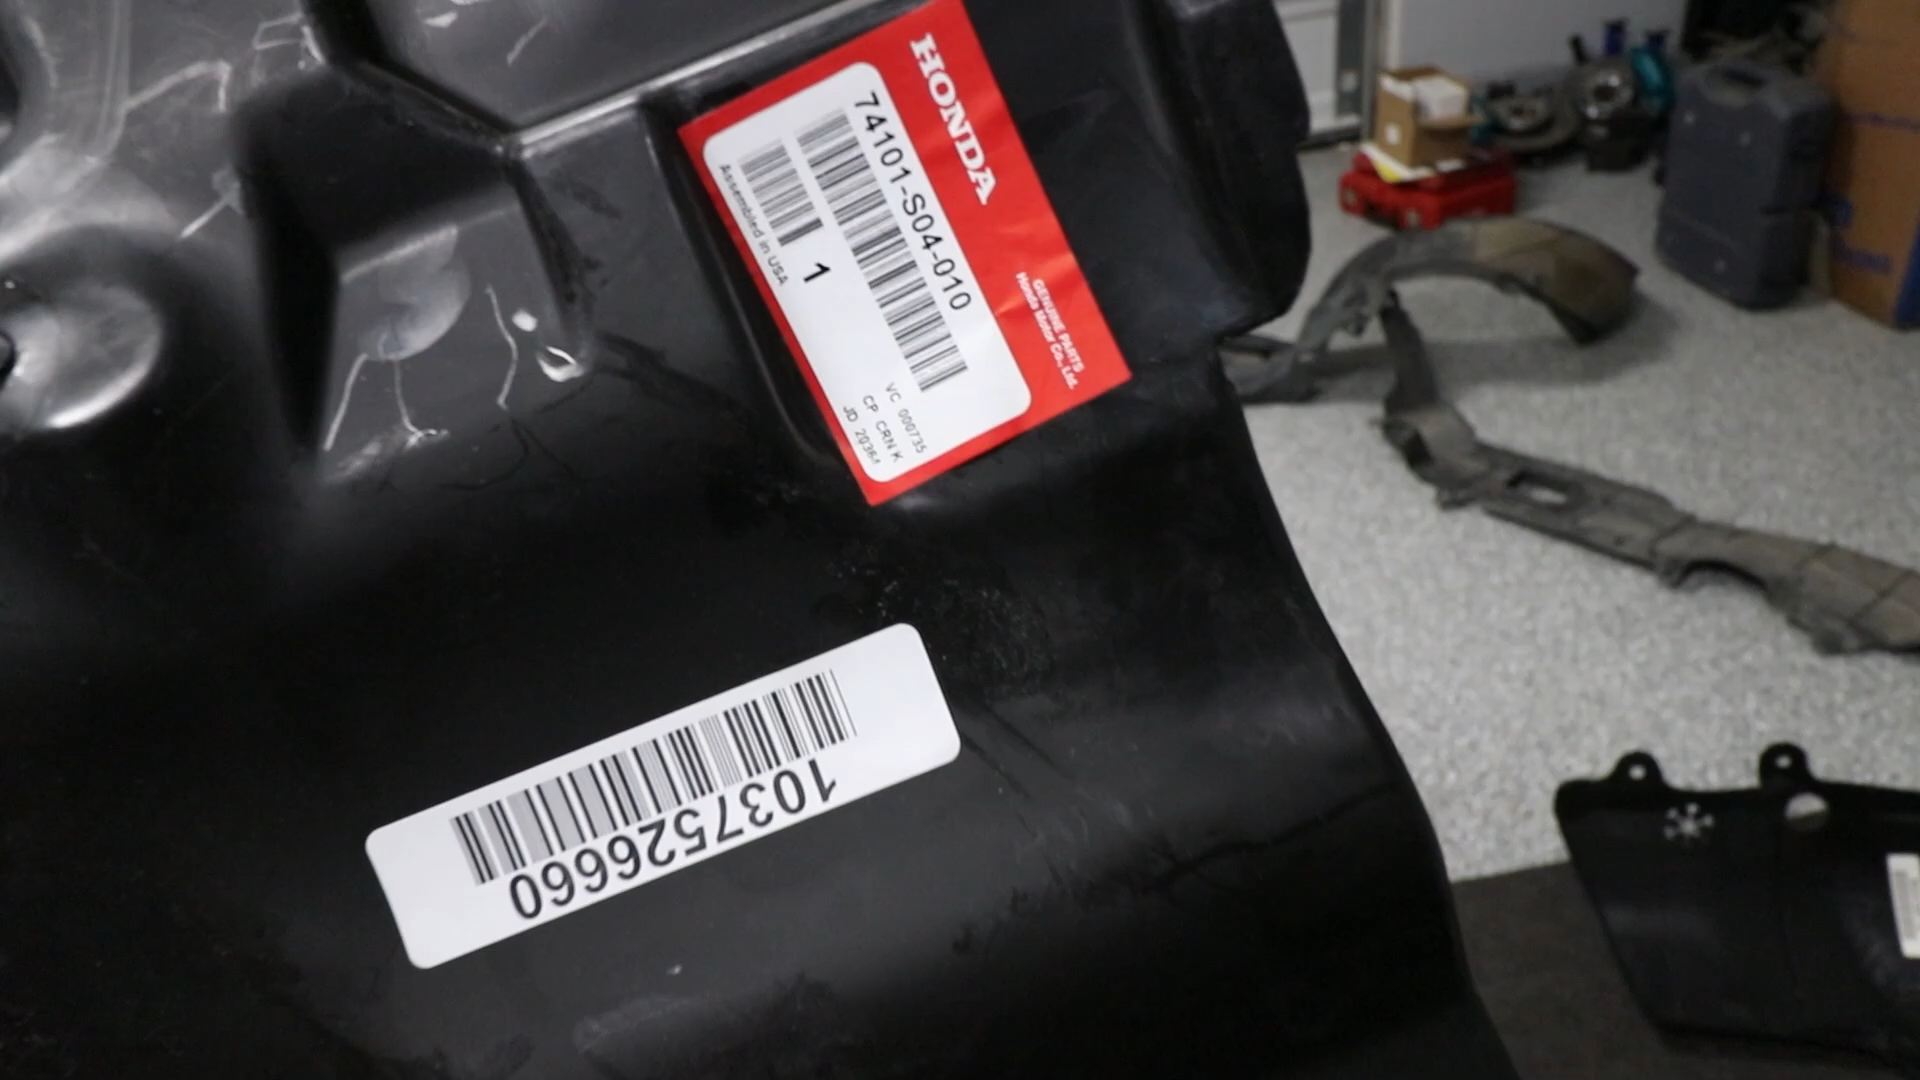 HONDA
GENUINE PARTS
Honda Motor Co., Ltd.
74101-S04-010
1
Assembled in USA
VC 000735
CP CRN K
JD
1037526660